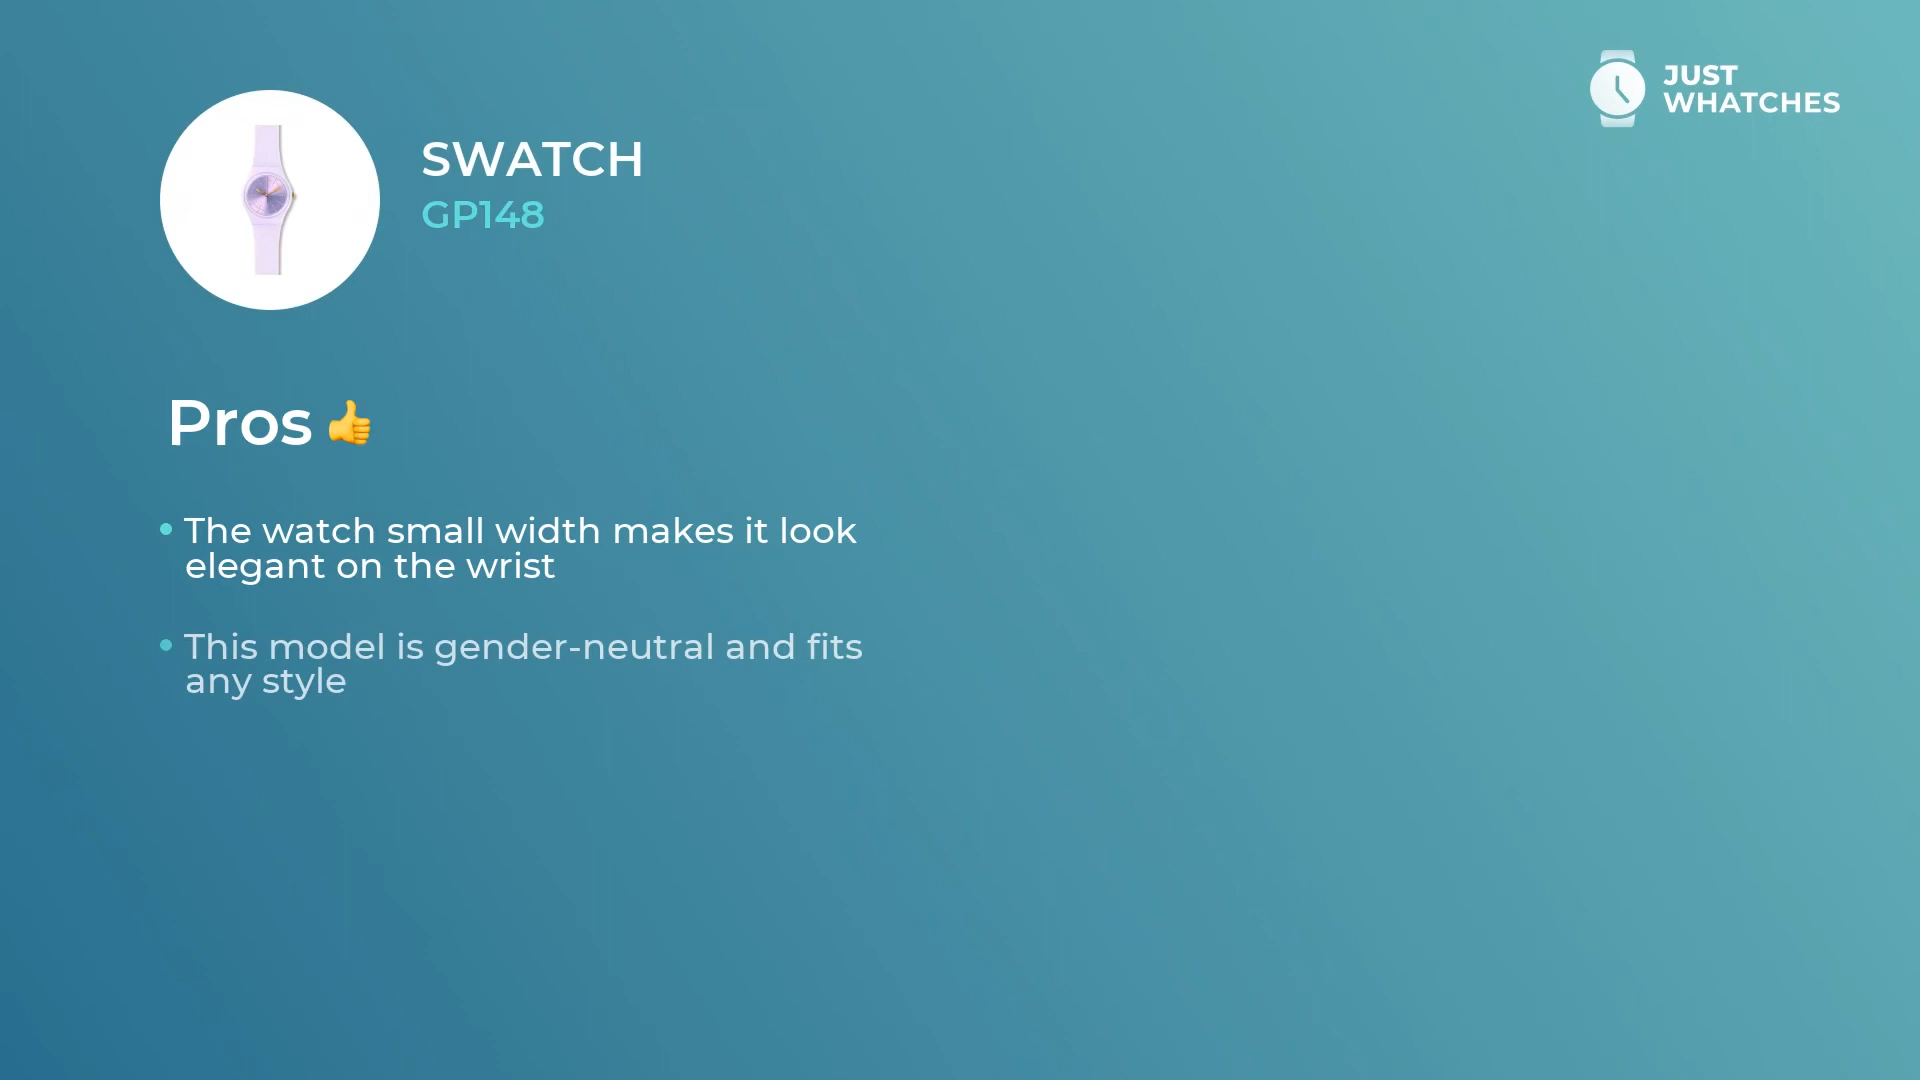 JUST
WHATCHES
SWATCH
GP148
Pros 👍
• The watch small width makes it look
elegant on the wrist
• This model is gender-neutral and fits
any style